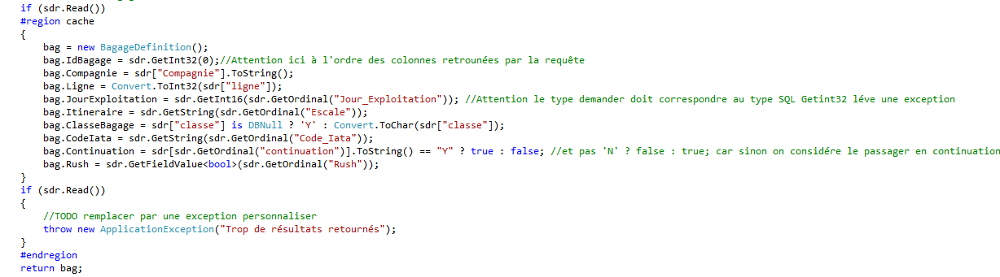 if (sdr.Read())
#region cache
{
bag = new BagageDefinition();
bag.IdBagage = sdr.GetInt32(0);//Attention ici à l'ordre des colonnes retrounées par la requête
bag.Compagnie = sdr["Compagnie"].ToString();
bag.Ligne = Convert.ToInt32(sdr["ligne"]);
bag.JourExploitation = sdr.GetInt16(sdr.GetOrdinal("Jour_Exploitation")); //Attention le type demander doit correspondre au type SQL Getint32 léve une exception
bag.Itineraire = sdr.GetString(sdr.GetOrdinal("Escale"));
bag.ClasseBagage = sdr["classe"] is DBNull ? 'Y' : Convert.ToChar(sdr["classe"]);
bag.CodeIata = sdr.GetString(sdr.GetOrdinal("Code_Iata"));
bag.Continuation = sdr[sdr.GetOrdinal("continuation")].ToString() == "Y" ? true : false; //et pas 'N' ? false : true; car sinon on considére le passager en continuation
bag.Rush = sdr.GetFieldValue<bool>(sdr.GetOrdinal("Rush"));
}
if (sdr.Read())
{
//TODO remplacer par une exception personnaliser
throw new ApplicationException("Trop de résultats retournés");
}
#endregion
return bag;